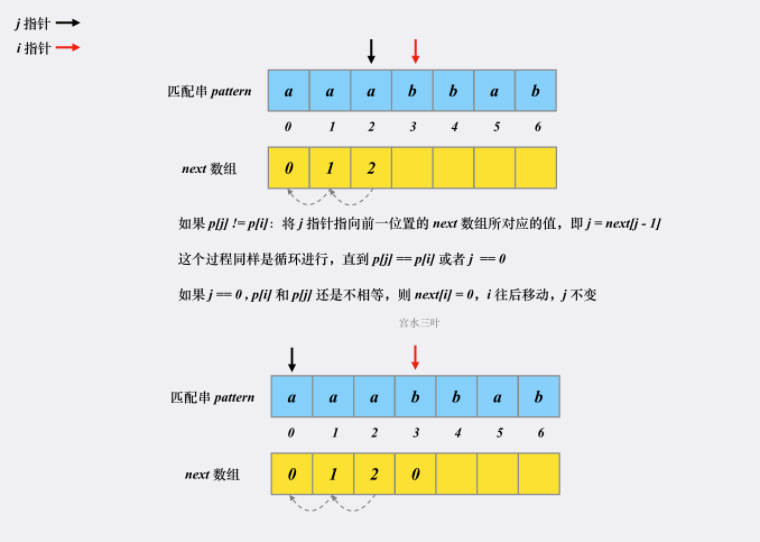 j 指针
i 指针
匹配串 pattern a a a b b a b
0 1 2 3 4 5 6
next 数组 0 1 2
如果 p[j] != p[i]：将 j 指针指向前一位置的 next 数组所对应的值，即 j = next[j - 1]
这个过程同样是循环进行，直到 p[j] == p[i] 或者 j == 0
如果 j == 0 , p[i] 和 p[j] 还是不相等，则 next[i] = 0，i 往后移动，j 不变
宫水三叶
匹配串 pattern a a a b b a b
0 1 2 3 4 5 6
next 数组 0 1 2 0